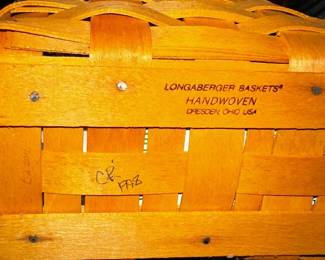 LONGABERGER BASKETS®
HANDWOVEN
DRESDEN, OHIO USA